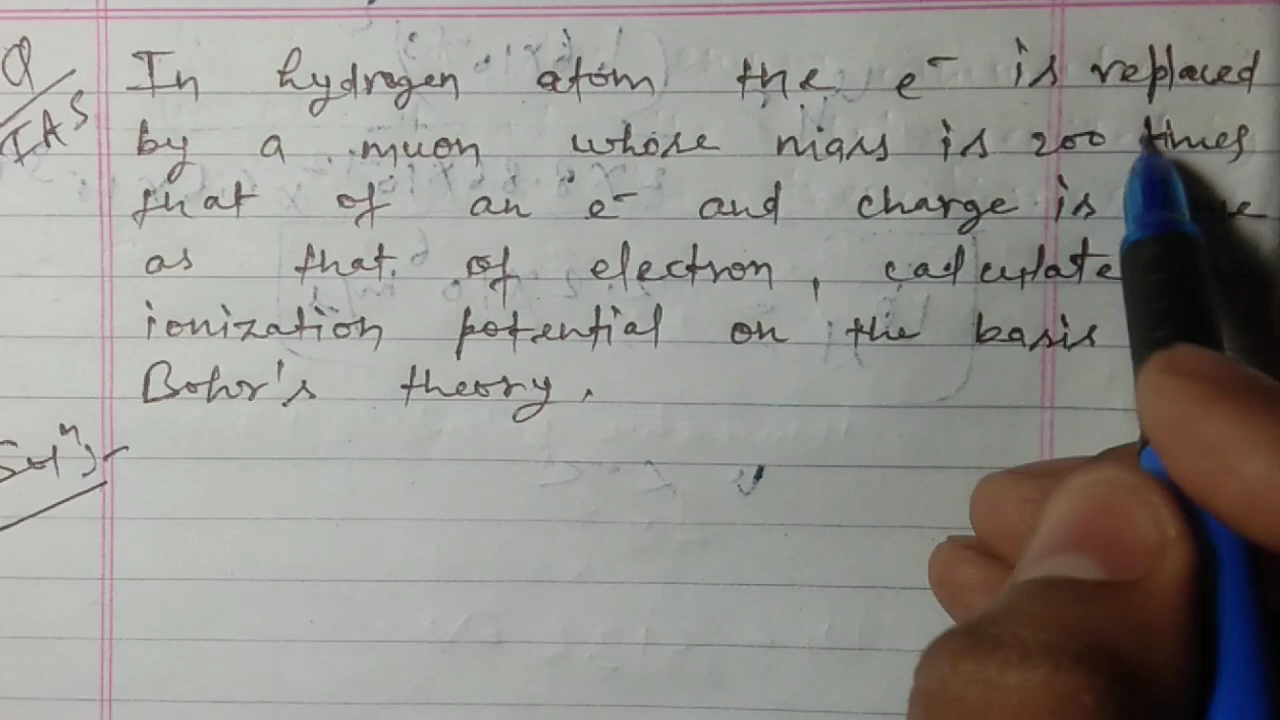 Q/IAS
In hydrogen atom the e⁻ is replaced
by a muon whose mass is 200 times
that of an e⁻ and charge is
as that of electron, calculate
ionization potential on the basis
Bohr's theory.
Solⁿ:-